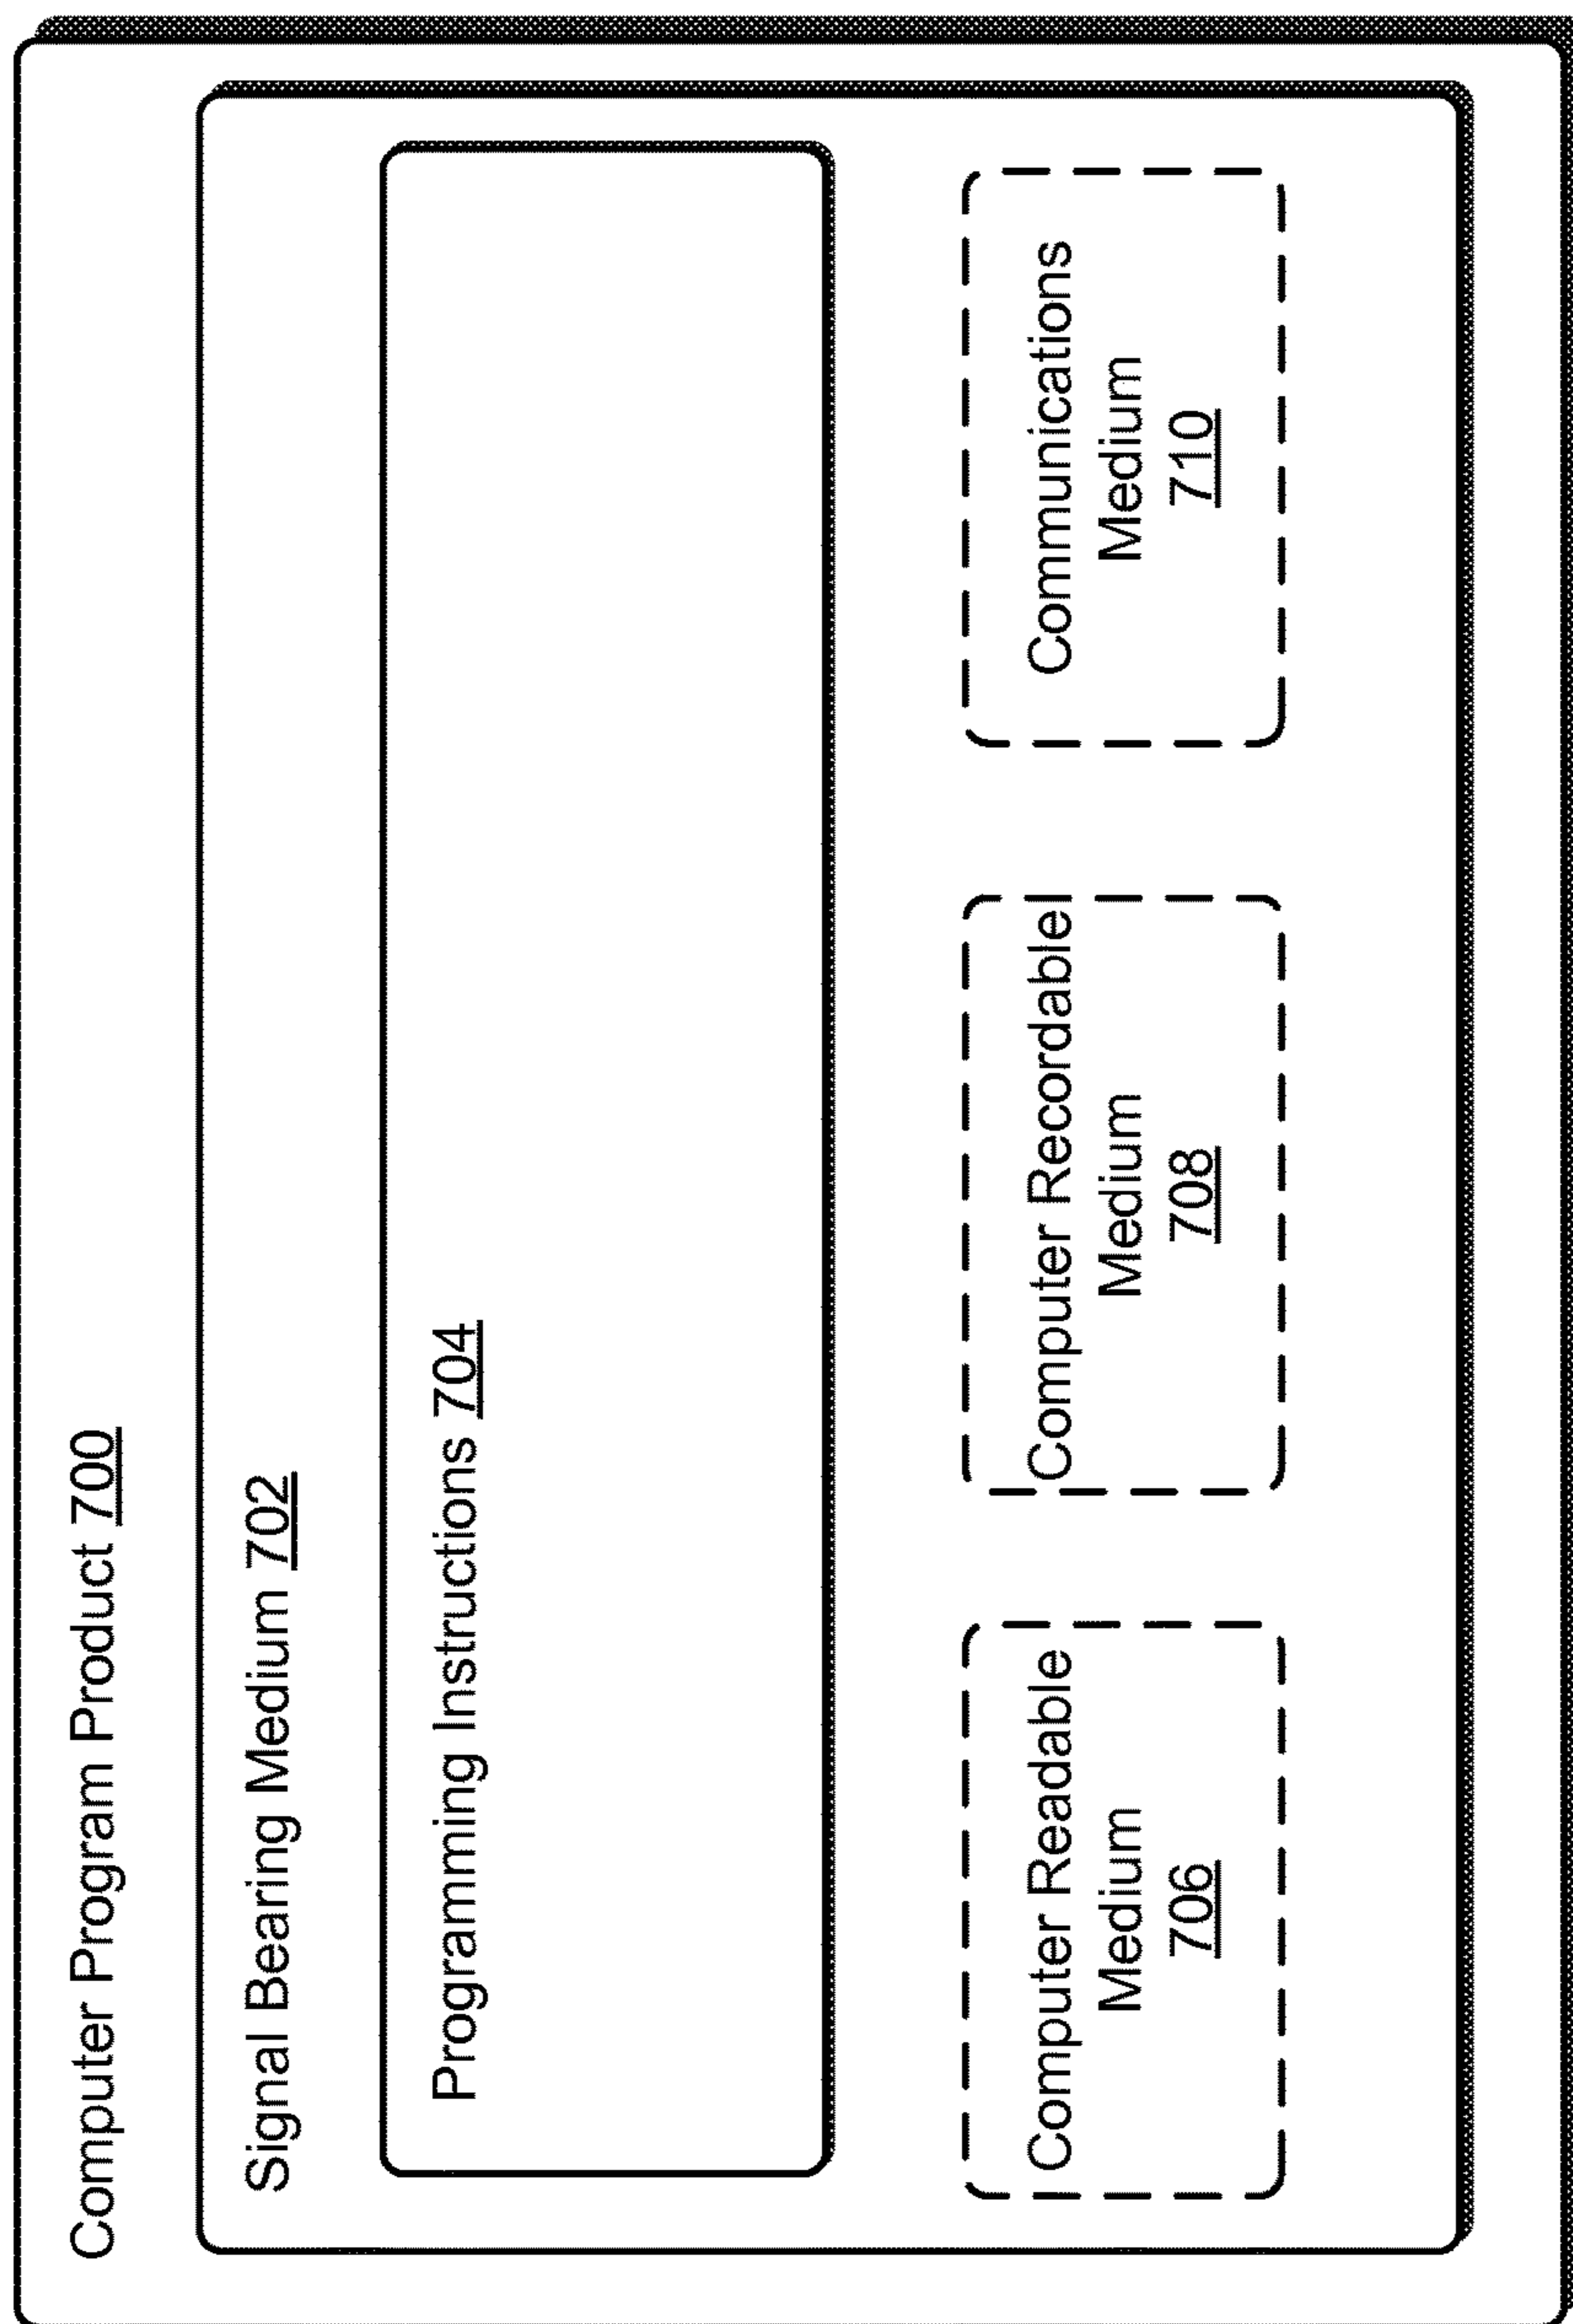 Computer Program Product 700
Signal Bearing Medium 702
Programming Instructions 704
Computer Readable
Medium
706
Computer Recordable
Medium
708
Communications
Medium
710